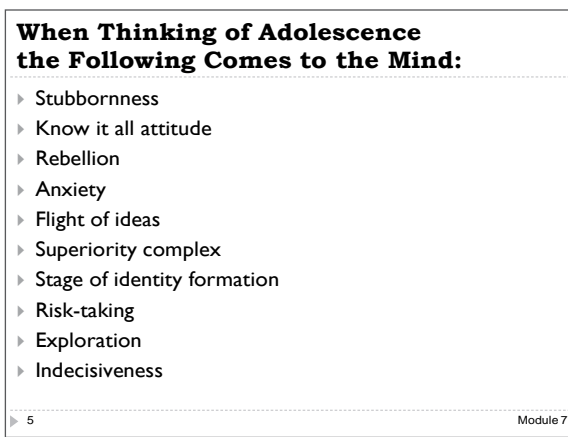 When Thinking of Adolescence
the Following Comes to the Mind:
Stubbornness
Know it all attitude
Rebellion
Anxiety
Flight of ideas
Superiority complex
Stage of identity formation
Risk-taking
Exploration
Indecisiveness
5 Module 7